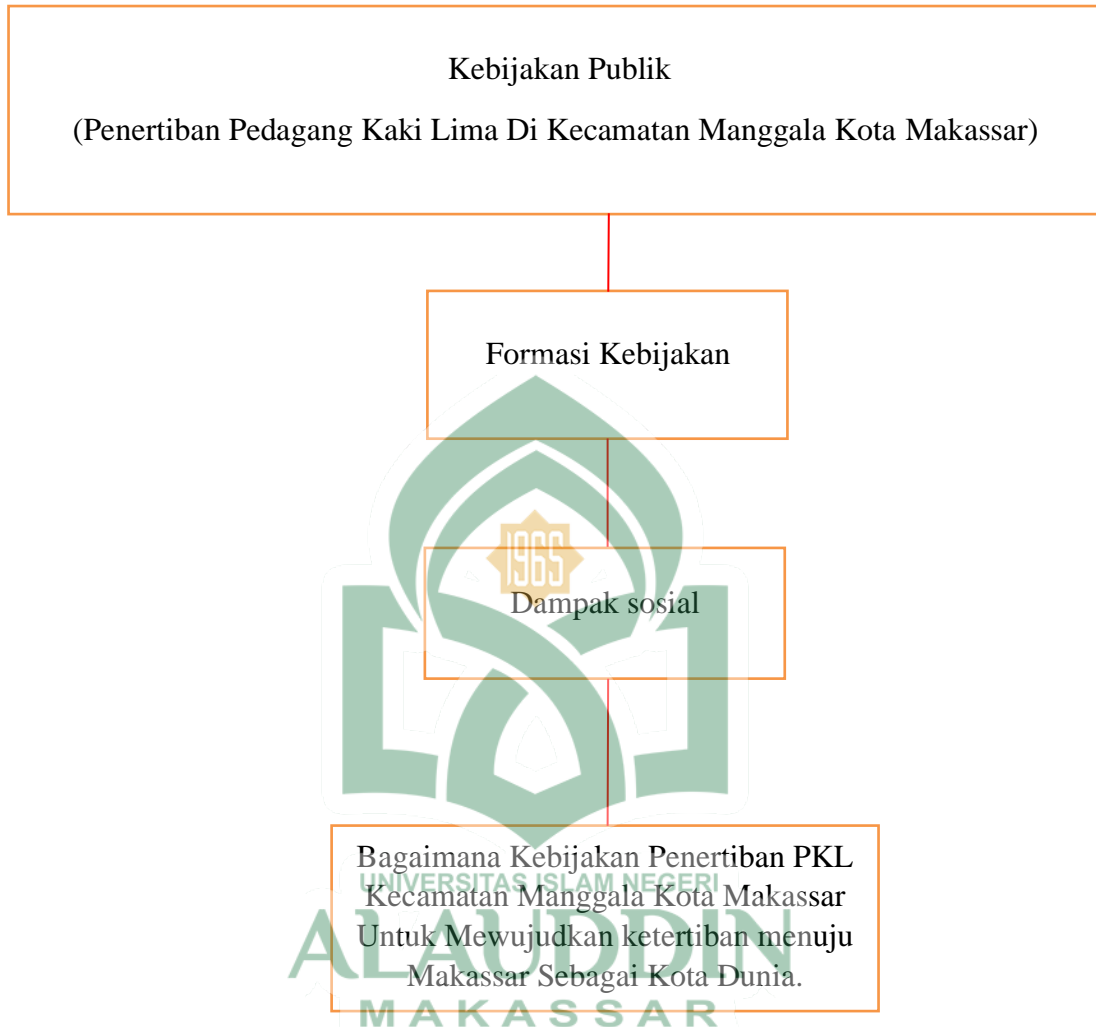 Kebijakan Publik
(Penertiban Pedagang Kaki Lima Di Kecamatan Manggala Kota Makassar)
Formasi Kebijakan
1965
Dampak sosial
Bagaimana Kebijakan Penertiban PKL
UNIVERSITAS ISLAM NEGERI
Kecamatan Manggala Kota Makassar
ALAUDDIN
Untuk Mewujudkan ketertiban menuju
Makassar Sebagai Kota Dunia.
MAKASSAR